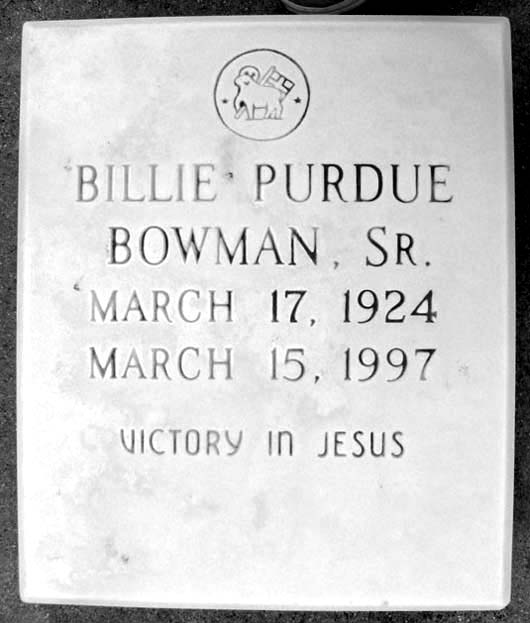 BILLIE PURDUE
BOWMAN, SR.
MARCH 17, 1924
MARCH 15, 1997
VICTORY IN JESUS